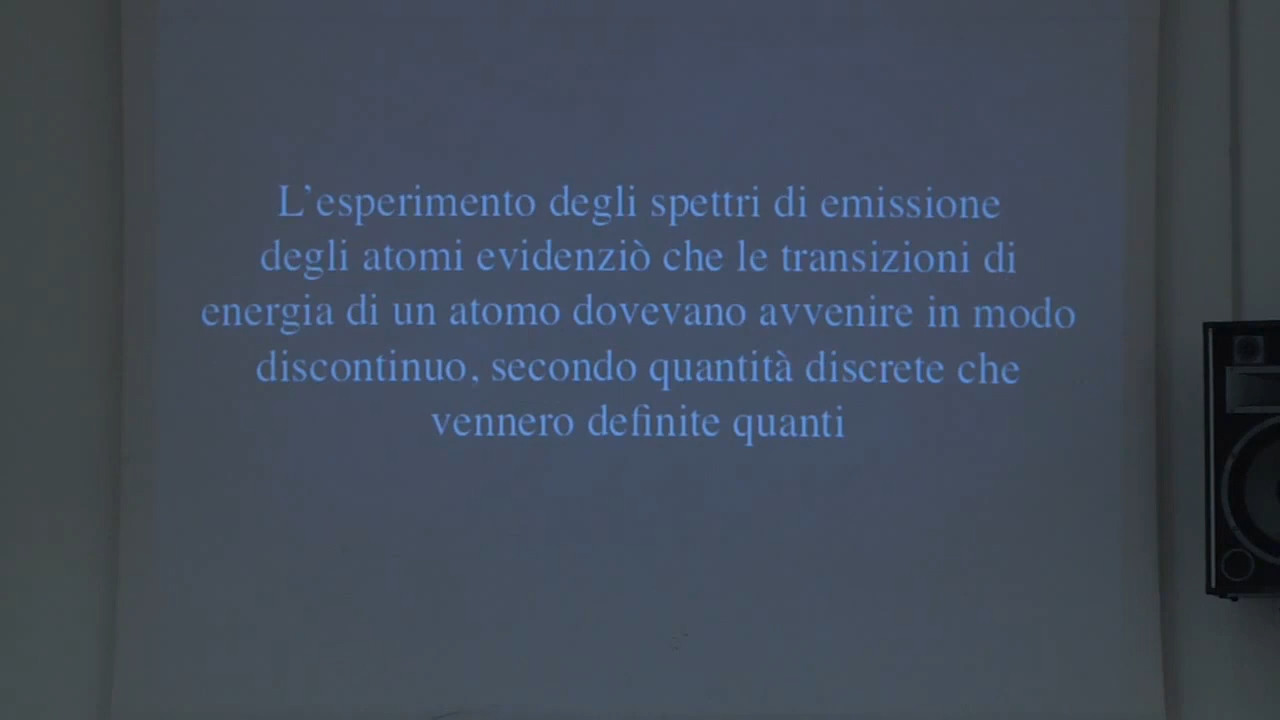 L'esperimento degli spettri di emissione
degli atomi evidenziò che le transizioni di
energia di un atomo dovevano avvenire in modo
discontinuo, secondo quantità discrete che
vennero definite quanti